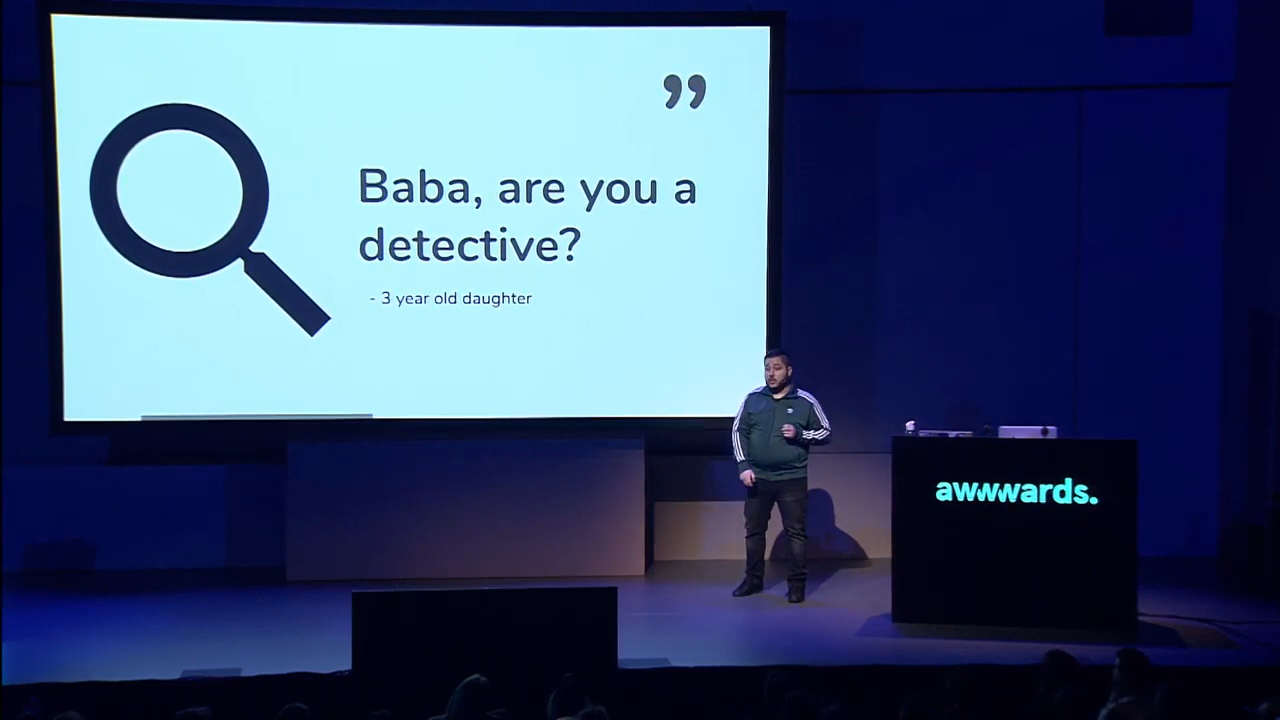 ”
Baba, are you a
detective?
- 3 year old daughter
awwwards.